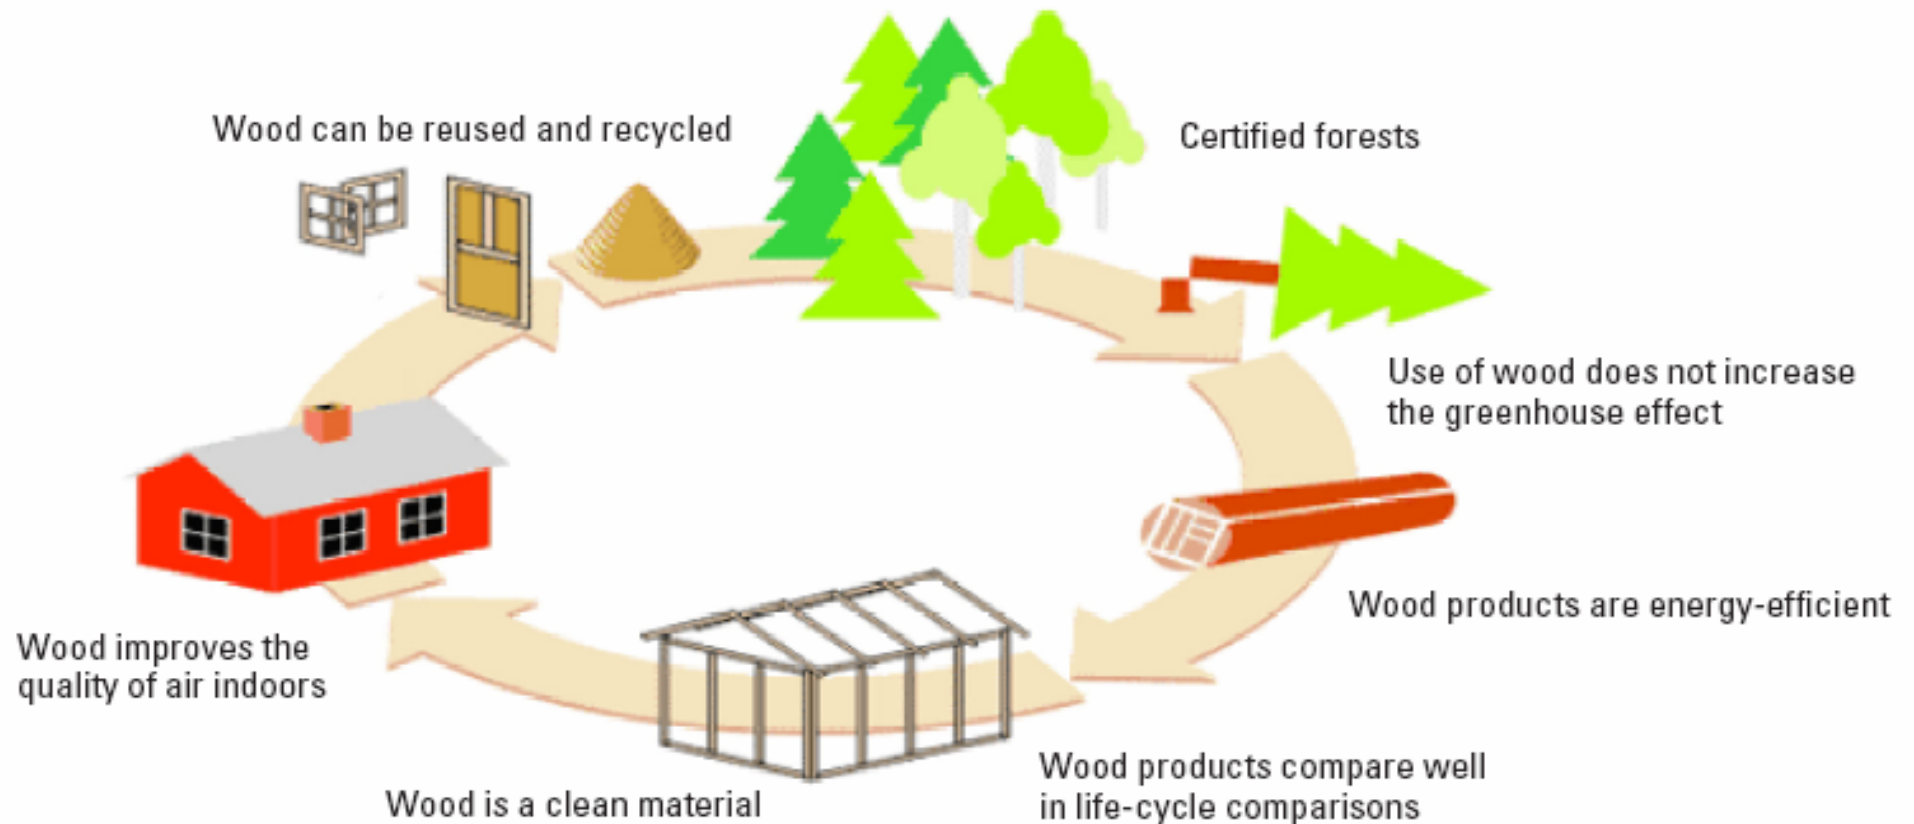 Wood can be reused and recycled
Certified forests
Use of wood does not increase
the greenhouse effect
Wood products are energy-efficient
Wood improves the
quality of air indoors
Wood products compare well
in life-cycle comparisons
Wood is a clean material